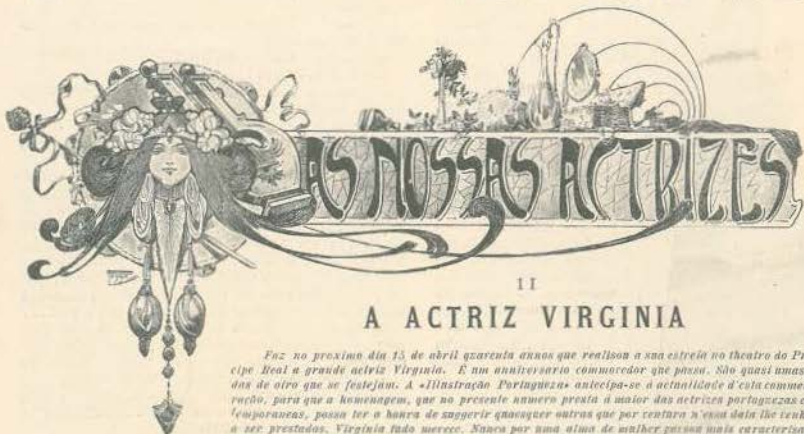 AS NOSSAS ACTRIZES
II
A ACTRIZ VIRGINIA
Faz no proximo dia 15 de abril quarenta annos que realisou a sua estreia no theatro do Pi
cipe Real a grande actriz Virginia. É um anniversario commovedor que passa. São quasi umas
das de oiro que se festejam. A «Illustração Portugueza» antecipa-se á actualidade d'esta comme
ração, para que a homenagem, que no presente numero presta á maior das actrizes portuguezas c
temporaneas, possa ter a honra de suggerir quaesquer outras que por ventura n'essa data lhe tenh
a ser prestadas. Virginia tudo merece. Nunca por uma alma de mulher passou mais caracterisa